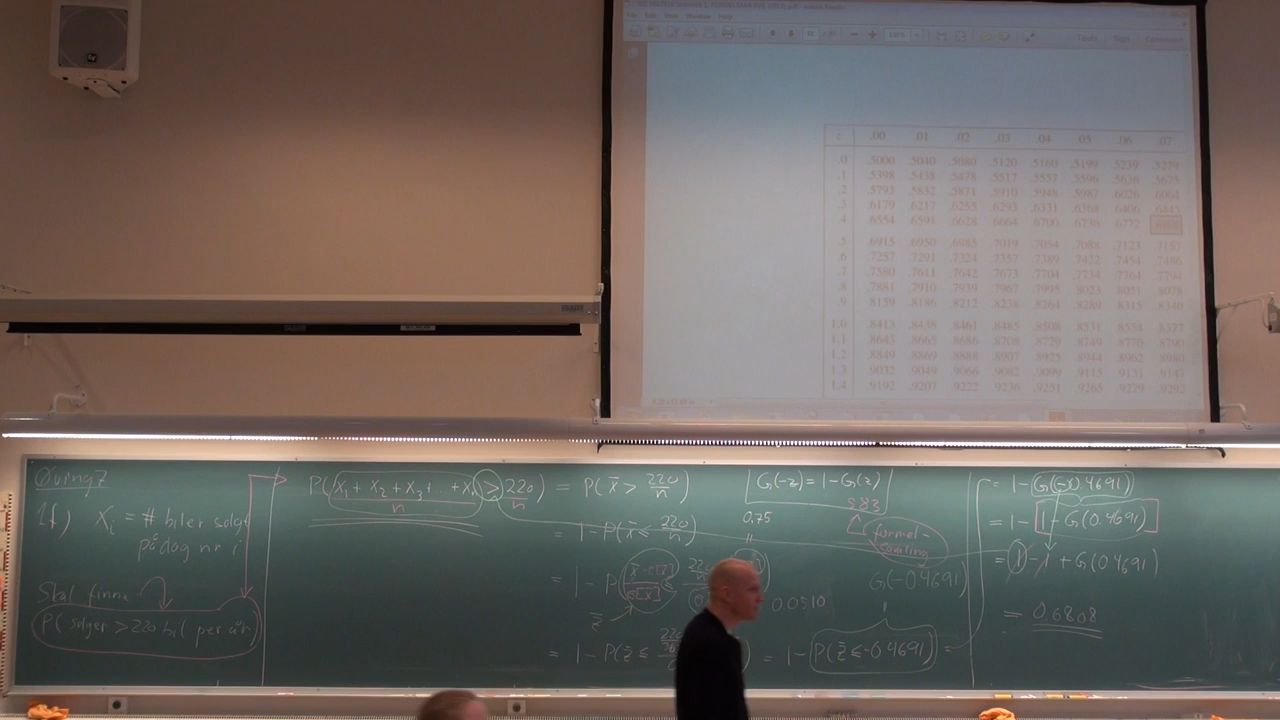 File Edit View Window Help
z .00 .01 .02 .03 .04 .05 .06 .07
.0 .5000 .5040 .5080 .5120 .5160 .5199 .5239 .5279
.1 .5398 .5438 .5478 .5517 .5557 .5596 .5636 .5675
.2 .5793 .5832 .5871 .5910 .5948 .5987 .6026 .6064
.3 .6179 .6217 .6255 .6293 .6331 .6368 .6406 .6443
.4 .6554 .6591 .6628 .6664 .6700 .6736 .6772
.5 .6915 .6950 .6985 .7019 .7054 .7088 .7123 .7157
.6 .7257 .7291 .7324 .7357 .7389 .7422 .7454 .7486
.7 .7580 .7611 .7642 .7673 .7704 .7734 .7764 .7794
.8 .7881 .7910 .7939 .7967 .7995 .8023 .8051 .8078
.9 .8159 .8186 .8212 .8238 .8264 .8289 .8315 .8340
1.0 .8413 .8438 .8461 .8485 .8508 .8531 .8554 .8577
1.1 .8643 .8665 .8686 .8708 .8729 .8749 .8770 .8790
1.2 .8849 .8869 .8888 .8907 .8925 .8944 .8962 .8980
1.3 .9032 .9049 .9066 .9082 .9099 .9115 .9131 .9147
1.4 .9192 .9207 .9222 .9236 .9251 .9265 .9279 .9292
Øving 7
1f) Xi = # biler solgt
på dag nr i
Skal finne
P( selger > 220 bil per år)
= P( x̄ > 220/n )
= 1 - P( x̄ ≤ 220/n )
= 1 - P(
z
= 1 - P( z ≤
= 1 - P( z ≤ -0.4691) =
G(-z) = 1 - G(z)
0.75
formel-
samling
G(-0.4691)
0.0510
= 1 - G(-0.4691)
= 1 - [1 - G(0.4691)]
= 1 - 1 + G(0.4691)
= 0.6808